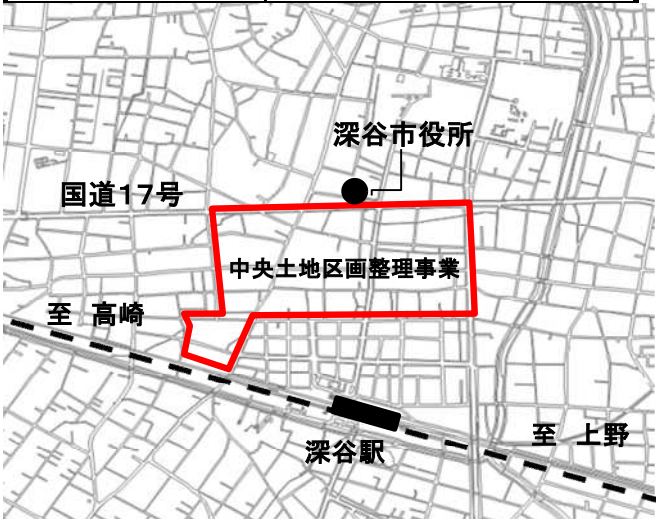 深谷市役所
国道17号
中央土地区画整理事業
至 高崎
至 上野
深谷駅